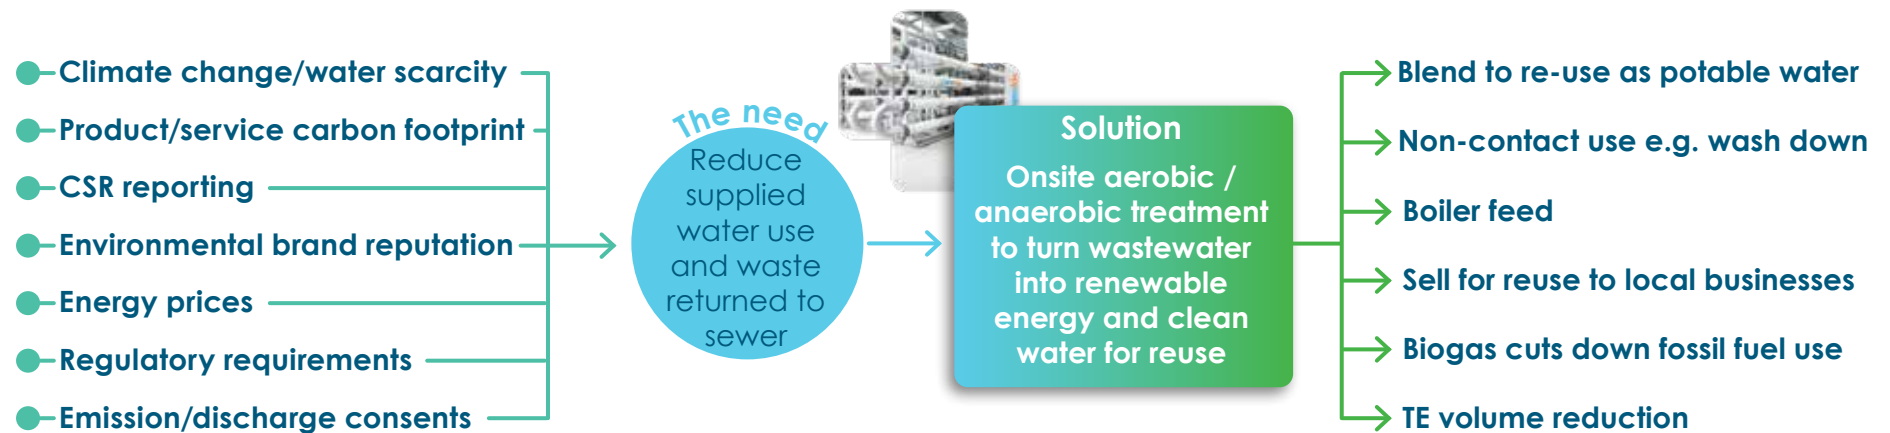 Climate change/water scarcity
Product/service carbon footprint
CSR reporting
Environmental brand reputation
Energy prices
Regulatory requirements
Emission/discharge consents
The need
Reduce
supplied
water use
and waste
returned to
sewer
Solution
Onsite aerobic /
anaerobic treatment
to turn wastewater
into renewable
energy and clean
water for reuse
Blend to re-use as potable water
Non-contact use e.g. wash down
Boiler feed
Sell for reuse to local businesses
Biogas cuts down fossil fuel use
TE volume reduction